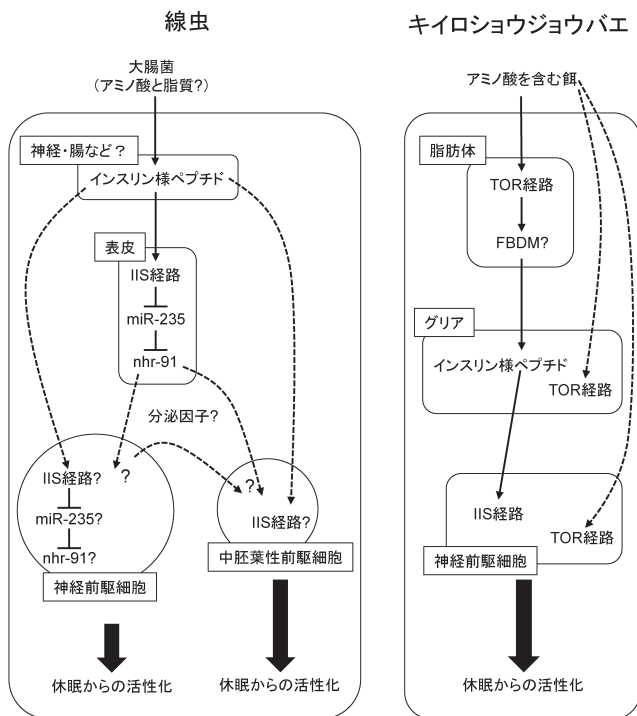 線虫
大腸菌
(アミノ酸と脂質?)
神経・腸など?
インスリン様ペプチド
表皮
IIS経路
miR-235
nhr-91
分泌因子?
IIS経路?
?
miR-235?
nhr-91?
神経前駆細胞
?
IIS経路?
中胚葉性前駆細胞
休眠からの活性化
休眠からの活性化
キイロショウジョウバエ
アミノ酸を含む餌
脂肪体
TOR経路
FBDM?
グリア
インスリン様ペプチド
TOR経路
IIS経路
TOR経路
神経前駆細胞
休眠からの活性化